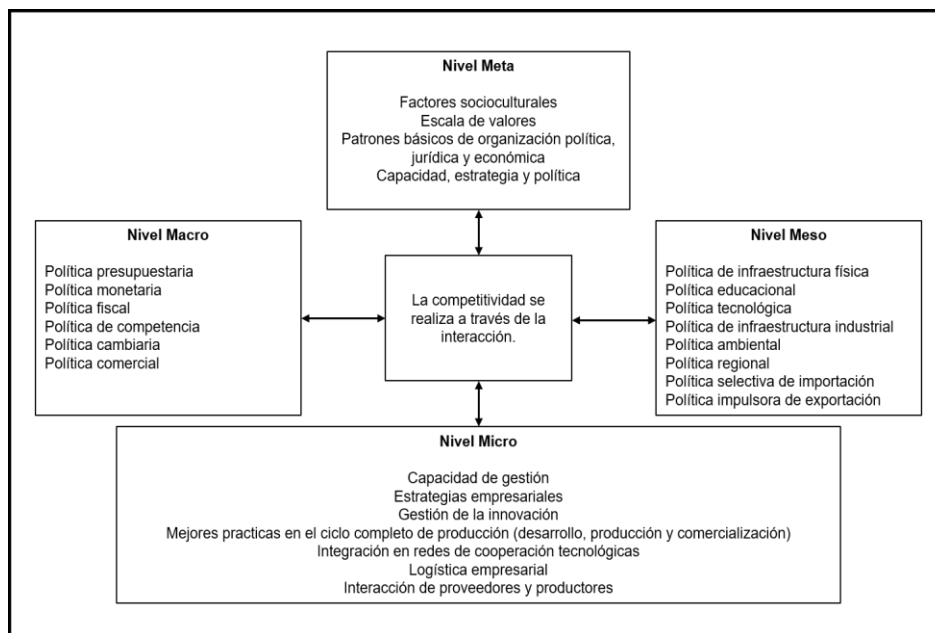 Nivel Meta
Factores socioculturales
Escala de valores
Patrones básicos de organización política,
jurídica y económica
Capacidad, estrategia y política
Nivel Macro
Política presupuestaria
Política monetaria
Política fiscal
Política de competencia
Política cambiaria
Política comercial
La competitividad se
realiza a través de la
interacción.
Nivel Meso
Política de infraestructura física
Política educacional
Política tecnológica
Política de infraestructura industrial
Política ambiental
Política regional
Política selectiva de importación
Política impulsora de exportación
Nivel Micro
Capacidad de gestión
Estrategias empresariales
Gestión de la innovación
Mejores practicas en el ciclo completo de producción (desarrollo, producción y comercialización)
Integración en redes de cooperación tecnológicas
Logística empresarial
Interacción de proveedores y productores